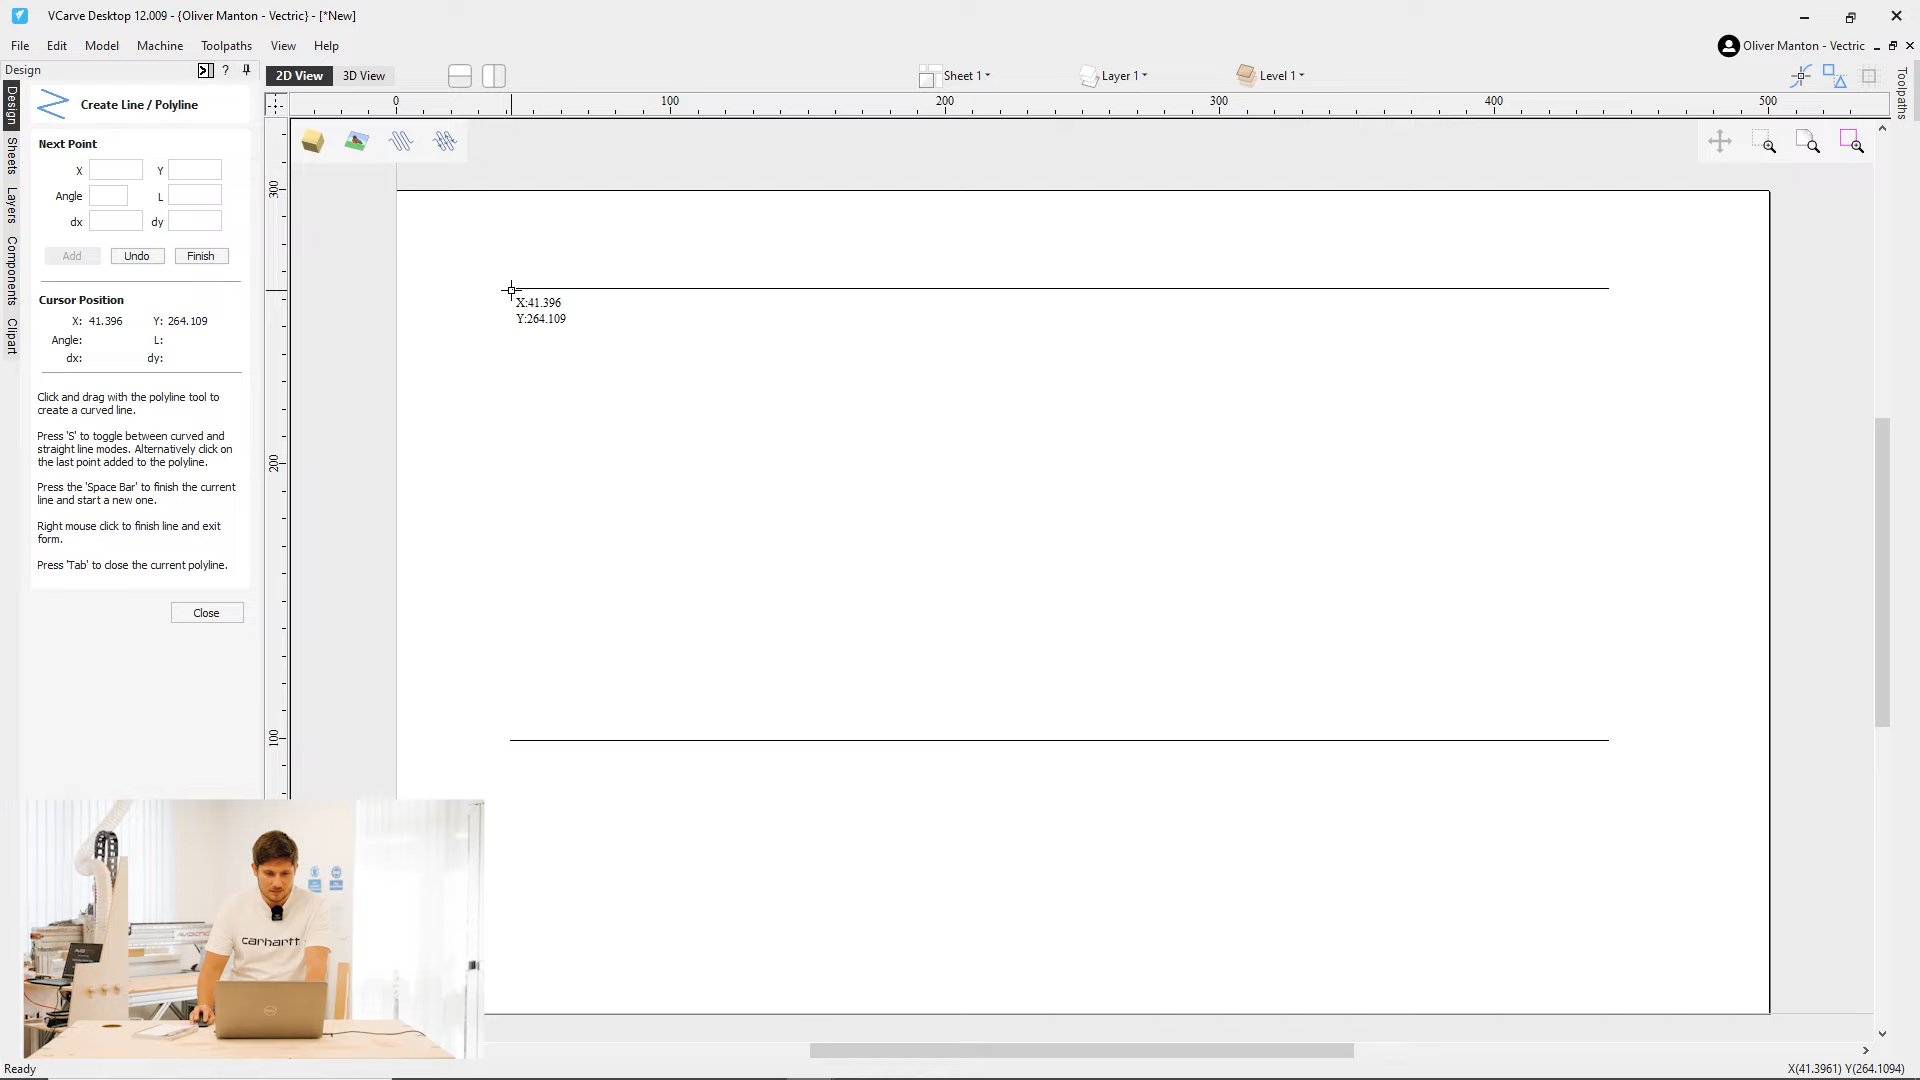 VCarve Desktop 12.009 - {Oliver Manton - Vectric} - [*New]
File Edit Model Machine Toolpaths View Help
Oliver Manton - Vectric
Design ?
2D View 3D View
Sheet 1
Layer 1
Level 1
Toolpaths
Design
Sheets
Layers
Components
Clipart
Create Line / Polyline
Next Point
X Y
Angle L
dx dy
Add Undo Finish
Cursor Position
X: 41.396 Y: 264.109
Angle: L:
dx: dy:
Click and drag with the polyline tool to
create a curved line.
Press 'S' to toggle between curved and
straight line modes. Alternatively click on
the last point added to the polyline.
Press the 'Space Bar' to finish the current
line and start a new one.
Right mouse click to finish line and exit
form.
Press 'Tab' to close the current polyline.
Close
0 100 200 300 400 500
300
200
100
X:41.396
Y:264.109
carhartt
Ready
X(41.3961) Y(264.1094)